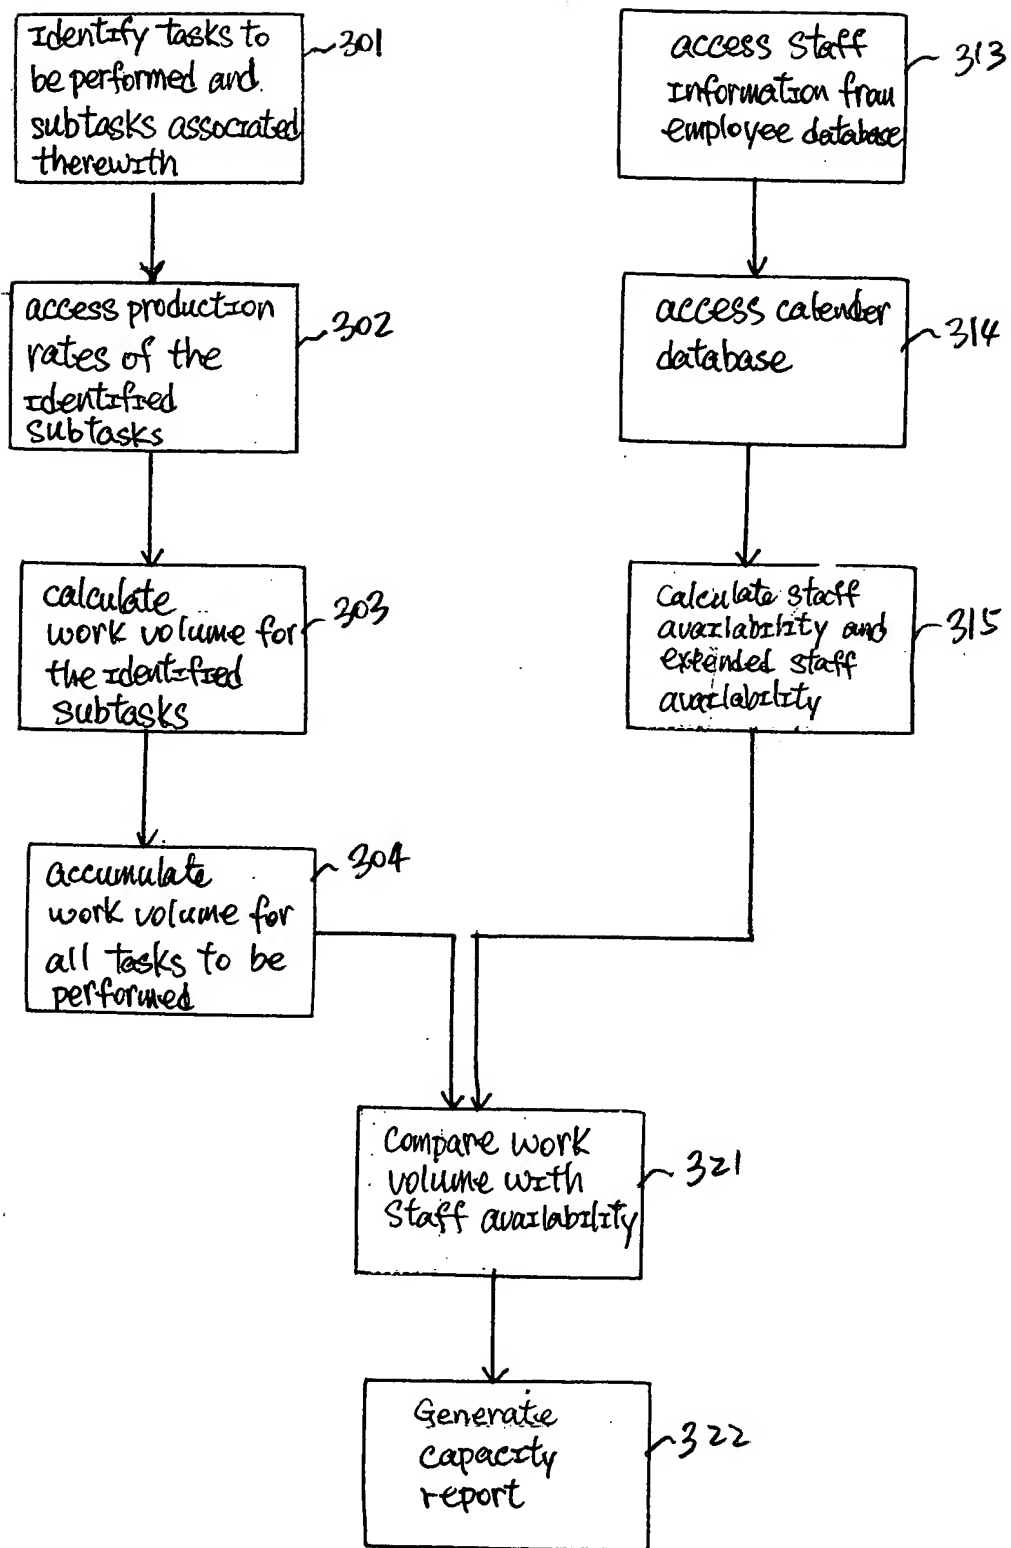 Identify tasks to
be performed and
subtasks associated
therewith
301
access production
rates of the
identified
subtasks
302
calculate
work volume for
the identified
subtasks
303
accumulate
work volume for
all tasks to be
performed
304
access staff
information from
employee database
313
access calender
database
314
calculate staff
availability and
extended staff
availability
315
Compare work
volume with
Staff availability
321
Generate
capacity
report
322